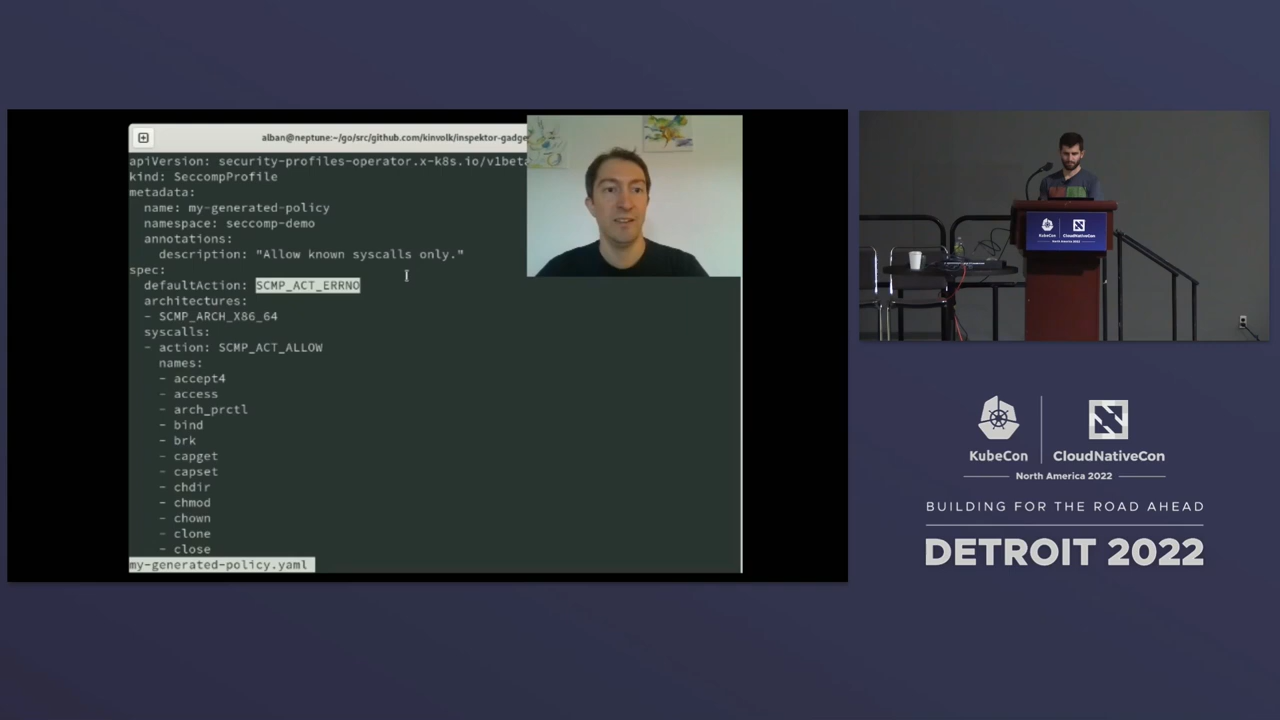 alban@neptune:~/go/src/github.com/kinvolk/inspektor-gadge
apiVersion: security-profiles-operator.x-k8s.io/v1beta
kind: SeccompProfile
metadata:
  name: my-generated-policy
  namespace: seccomp-demo
  annotations:
    description: "Allow known syscalls only."
spec:
  defaultAction: SCMP_ACT_ERRNO
  architectures:
  - SCMP_ARCH_X86_64
  syscalls:
  - action: SCMP_ACT_ALLOW
    names:
    - accept4
    - access
    - arch_prctl
    - bind
    - brk
    - capget
    - capset
    - chdir
    - chmod
    - chown
    - clone
    - close
my-generated-policy.yaml
KubeCon CloudNativeCon
KubeCon CloudNativeCon
North America 2022
BUILDING FOR THE ROAD AHEAD
DETROIT 2022